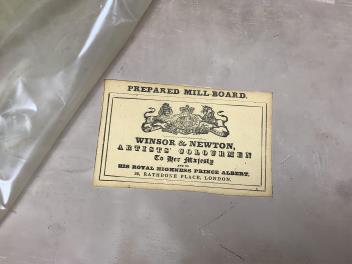 PREPARED MILL BOARD.
WINSOR & NEWTON,
ARTISTS' COLOURMEN
To Her Majesty
AND TO
HIS ROYAL HIGHNESS PRINCE ALBERT.
38, RATHBONE PLACE, LONDON.